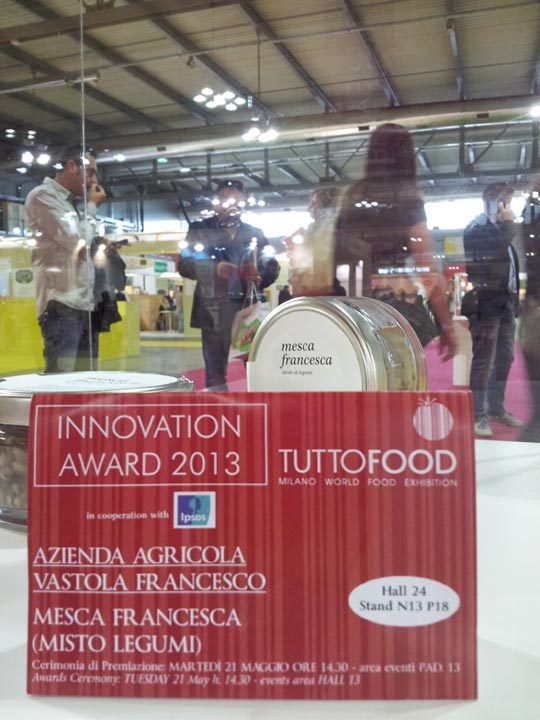 mesca
francesca
misto di legumi
INNOVATION
AWARD 2013
TUTTOFOOD
MILANO WORLD FOOD EXHIBITION
in cooperation with Ipsos
AZIENDA AGRICOLA
VASTOLA FRANCESCO
MESCA FRANCESCA
(MISTO LEGUMI)
Hall 24
Stand N13 P18
Cerimonia di Premiazione: MARTEDÌ 21 MAGGIO ORE 14.30 - area eventi PAD. 13
Awards Ceremony: TUESDAY 21 May h. 14.30 - events area HALL 13